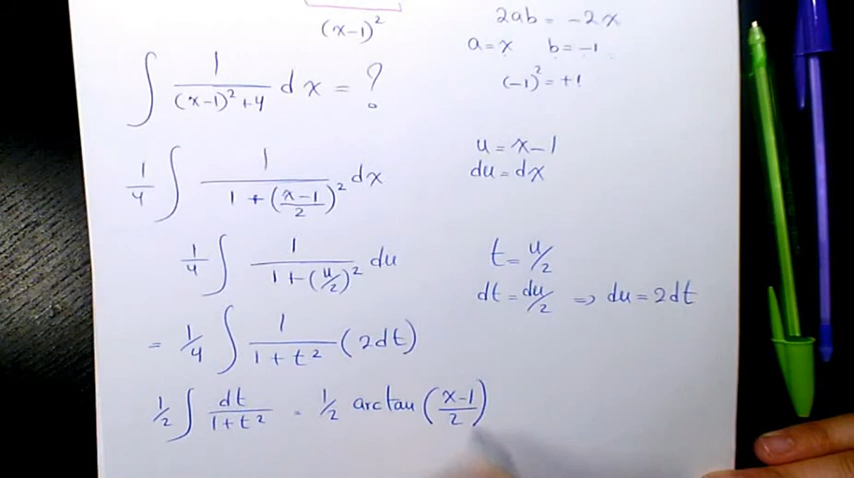 (x-1)²
2ab = -2x
a = x b = -1
(-1)² = +1
∫ 1/((x-1)² + 4) dx = ?
u = x-1
du = dx
1/4 ∫ 1/(1 + ((x-1)/2)²) dx
1/4 ∫ 1/(1 + (u/2)²) du
t = u/2
dt = du/2 => du = 2dt
= 1/4 ∫ 1/(1 + t²) (2dt)
1/2 ∫ dt/(1+t²) = 1/2 arctan ((x-1)/2)